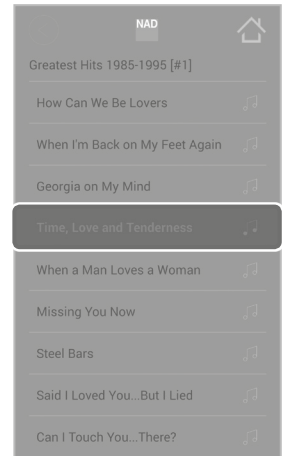 NAD
Greatest Hits 1985-1995 [#1]
How Can We Be Lovers
When I'm Back on My Feet Again
Georgia on My Mind
Time, Love and Tenderness
When a Man Loves a Woman
Missing You Now
Steel Bars
Said I Loved You...But I Lied
Can I Touch You...There?